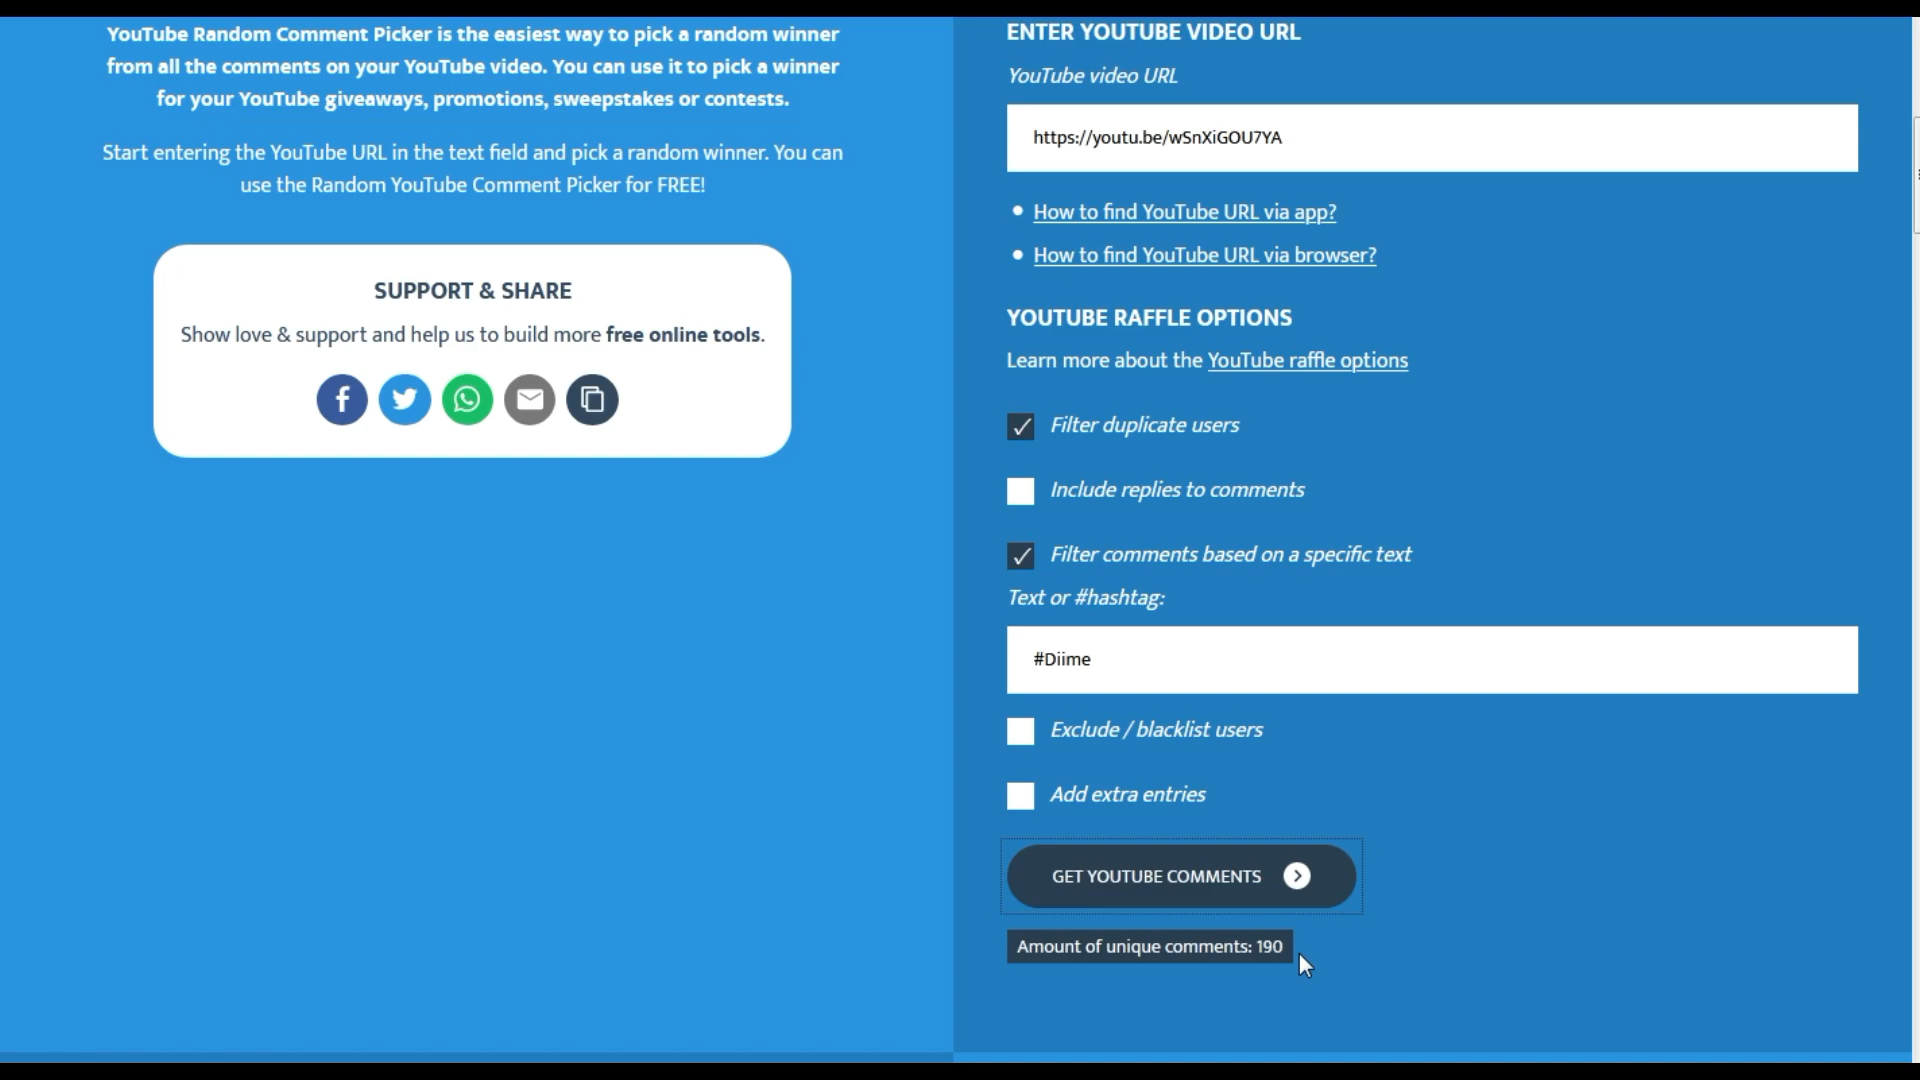 YouTube Random Comment Picker is the easiest way to pick a random winner
from all the comments on your YouTube video. You can use it to pick a winner
for your YouTube giveaways, promotions, sweepstakes or contests.
Start entering the YouTube URL in the text field and pick a random winner. You can
use the Random YouTube Comment Picker for FREE!
SUPPORT & SHARE
Show love & support and help us to build more free online tools.
ENTER YOUTUBE VIDEO URL
YouTube video URL
https://youtu.be/wSnXiGOU7YA
How to find YouTube URL via app?
How to find YouTube URL via browser?
YOUTUBE RAFFLE OPTIONS
Learn more about the YouTube raffle options
Filter duplicate users
Include replies to comments
Filter comments based on a specific text
Text or #hashtag:
#Diime
Exclude / blacklist users
Add extra entries
GET YOUTUBE COMMENTS
Amount of unique comments: 190